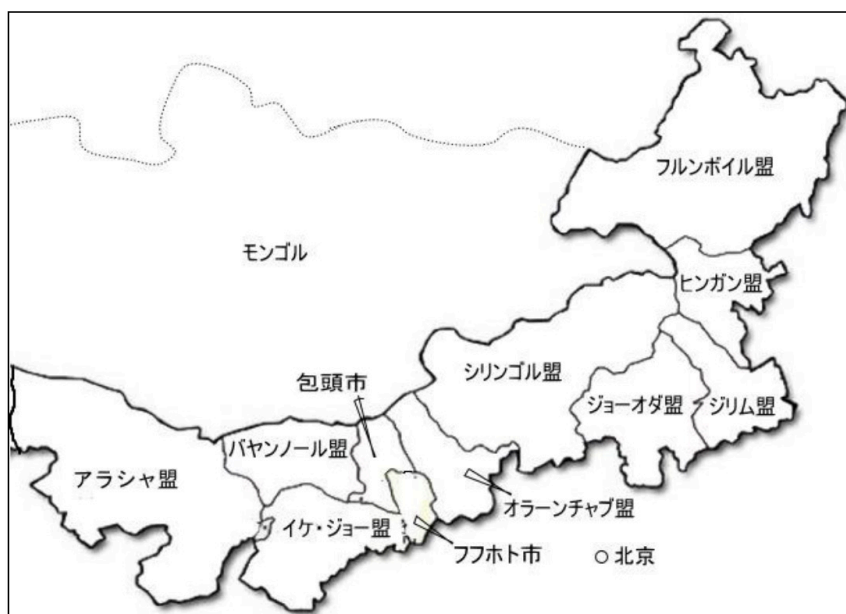 フルンボイル盟
モンゴル
ヒンガン盟
シリンゴル盟
包頭市
ジョーオダ盟
ジリム盟
バヤンノール盟
アラシャ盟
オラーンチャブ盟
イケ・ジョー盟
フフホト市
北京